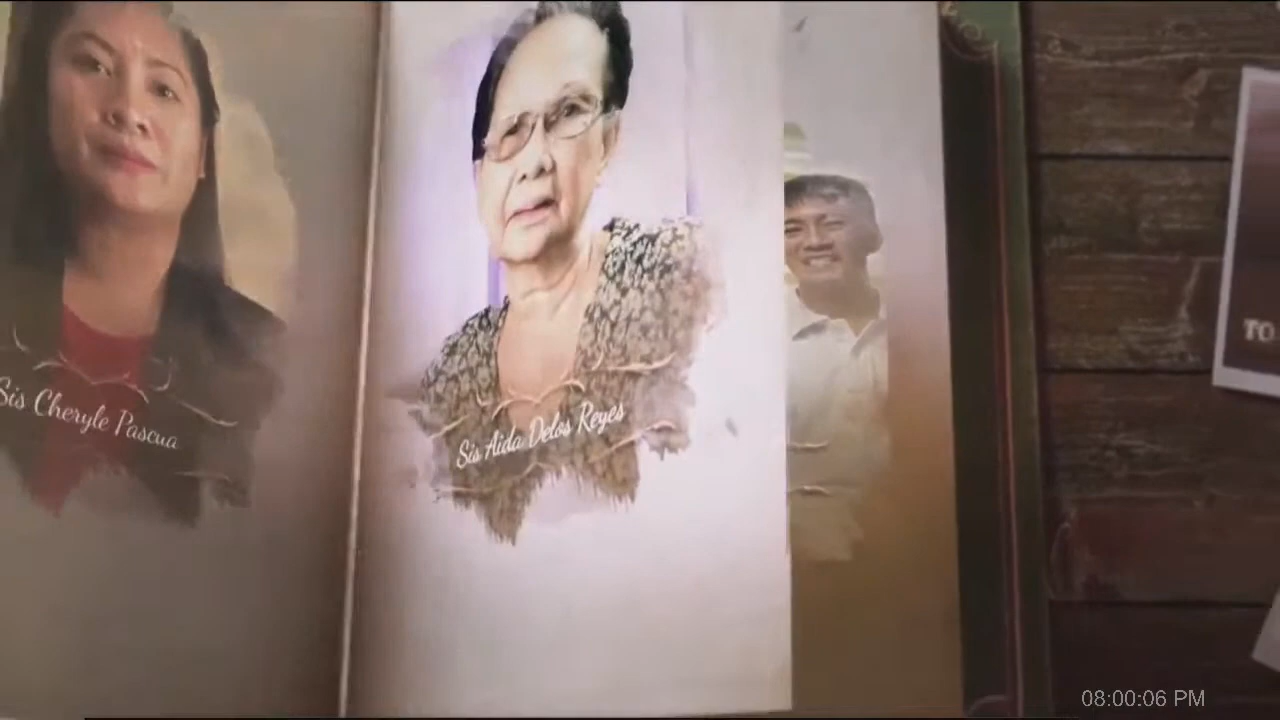 Sis Cheryle Pascua
Sis Aida Delos Reyes
TO
08:00:06 PM